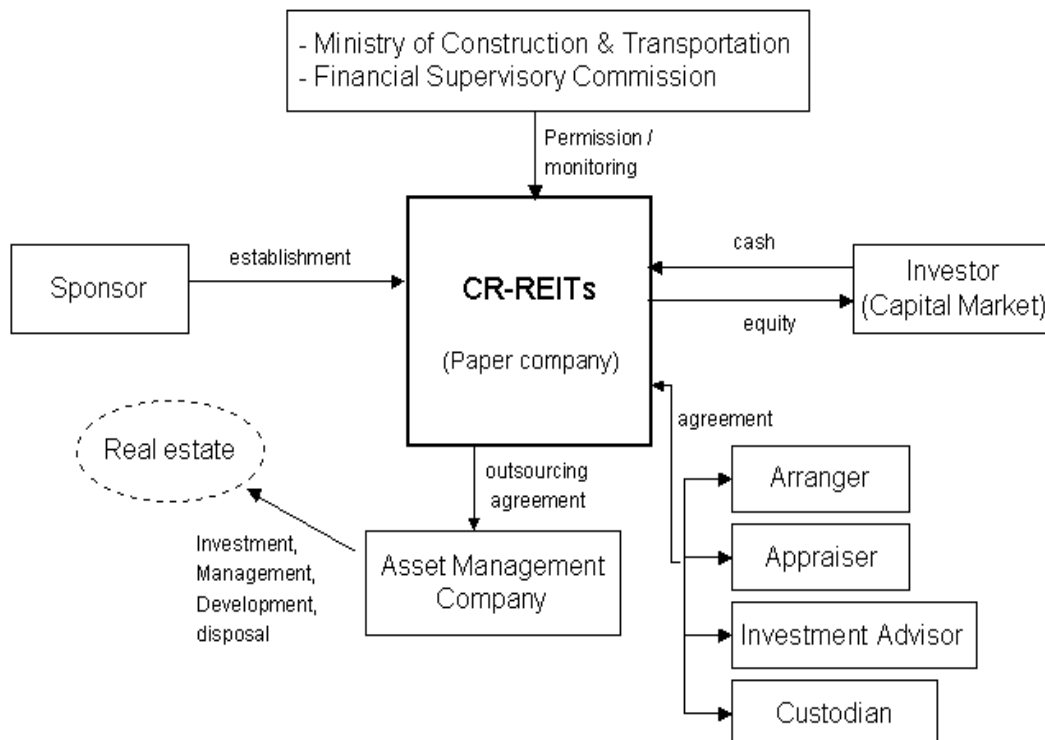 - Ministry of Construction & Transportation
- Financial Supervisory Commission
Permission /
monitoring
Sponsor
establishment
CR-REITs
(Paper company)
cash
equity
Investor
(Capital Market)
agreement
Real estate
outsourcing
agreement
Investment,
Management,
Development,
disposal
Asset Management
Company
Arranger
Appraiser
Investment Advisor
Custodian